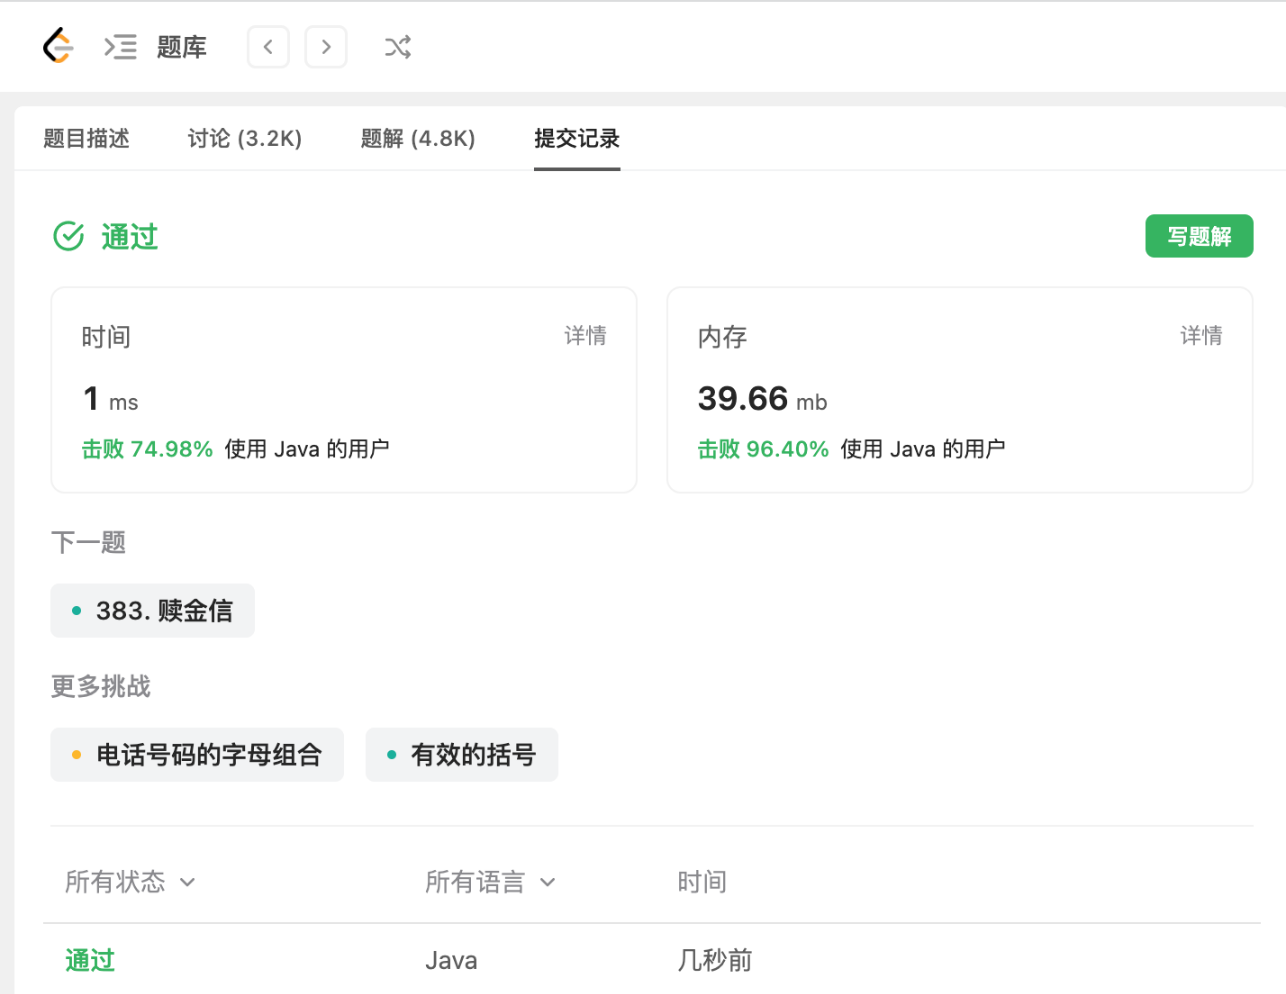 题库
题目描述 讨论 (3.2K) 题解 (4.8K) 提交记录
通过 写题解
时间 详情 内存 详情
1 ms 39.66 mb
击败 74.98% 使用 Java 的用户 击败 96.40% 使用 Java 的用户
下一题
383. 赎金信
更多挑战
电话号码的字母组合 有效的括号
所有状态 所有语言 时间
通过 Java 几秒前